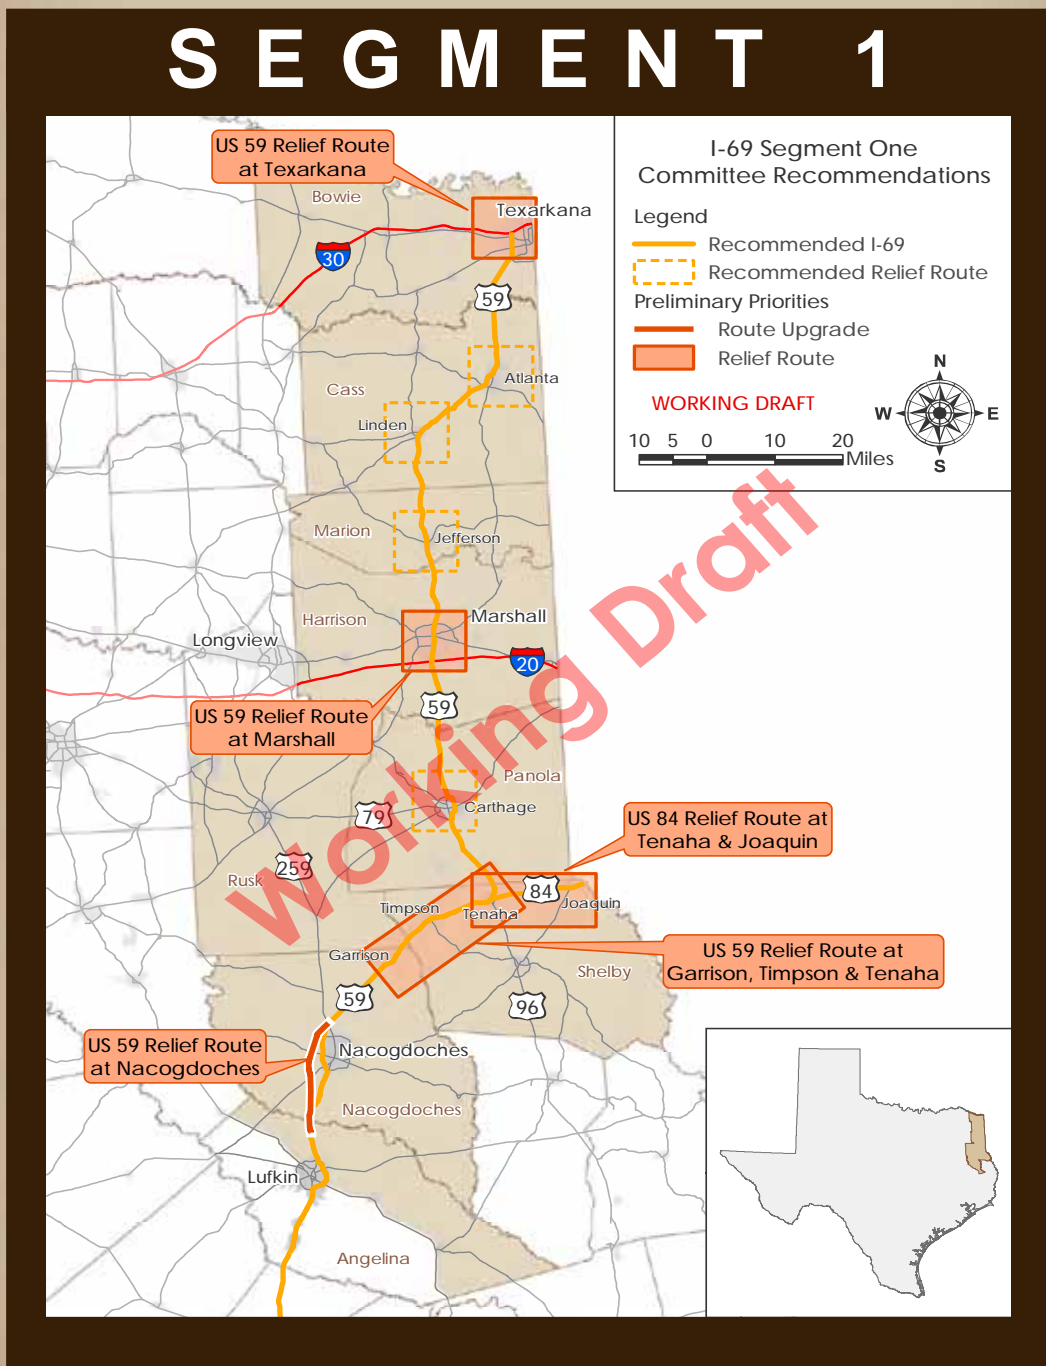 SEGMENT 1
US 59 Relief Route
at Texarkana
I-69 Segment One
Committee Recommendations
Legend
Recommended I-69
Recommended Relief Route
Preliminary Priorities
Route Upgrade
Relief Route
WORKING DRAFT
10 5 0 10 20
Miles
N
W E
S
Bowie
Texarkana
30
59
Cass
Atlanta
Linden
Marion
Jefferson
Harrison
Marshall
Longview
20
59
US 59 Relief Route
at Marshall
Panola
79
Carthage
US 84 Relief Route at
Tenaha & Joaquin
259
Rusk
84
Timpson
Tenaha
Joaquin
Garrison
US 59 Relief Route at
Garrison, Timpson & Tenaha
Shelby
59
96
US 59 Relief Route
at Nacogdoches
Nacogdoches
Nacogdoches
Lufkin
Angelina
Working Draft